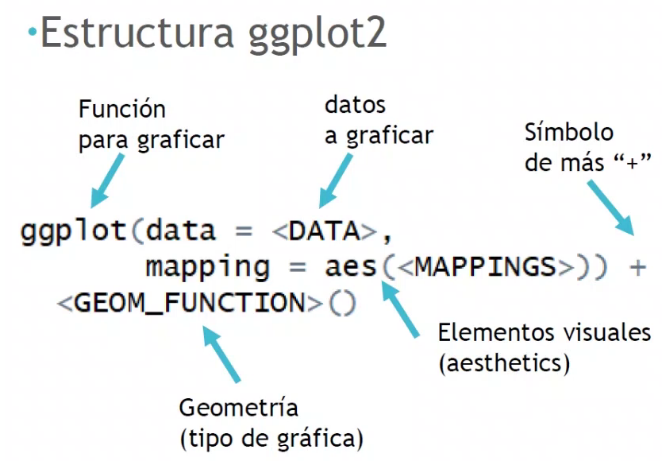 ·Estructura ggplot2
Función
para graficar
datos
a graficar
Símbolo
de más “+”
ggplot(data = <DATA>,
mapping = aes(<MAPPINGS>)) +
<GEOM_FUNCTION>()
Elementos visuales
(aesthetics)
Geometría
(tipo de gráfica)